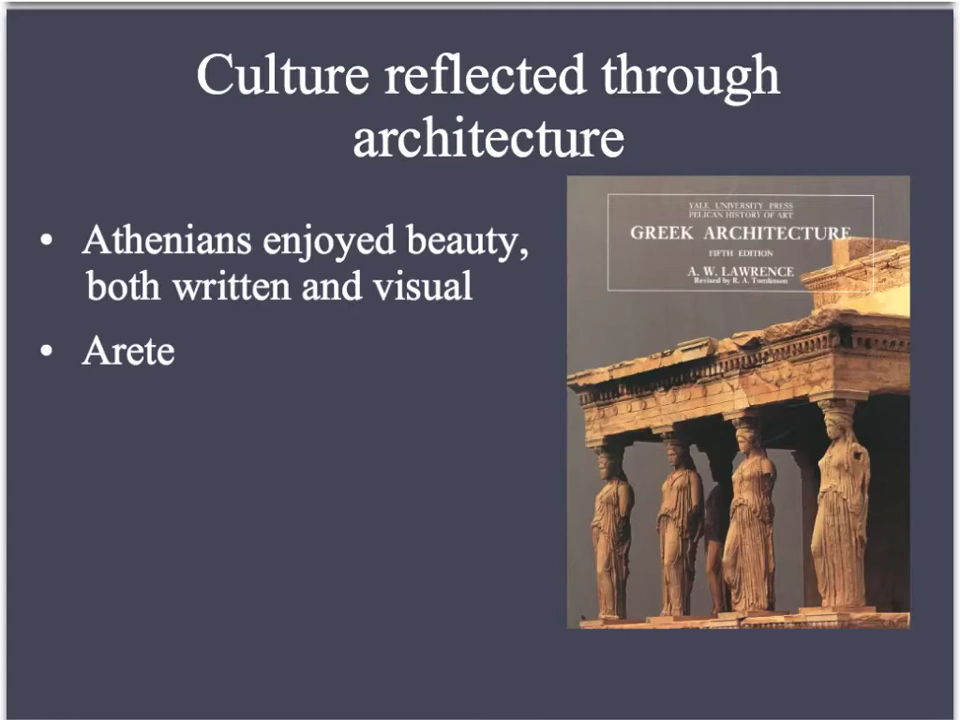 Culture reflected through
architecture
• Athenians enjoyed beauty,
both written and visual
• Arete
YALE UNIVERSITY PRESS
PELICAN HISTORY OF ART
GREEK ARCHITECTURE
FIFTH EDITION
A. W. LAWRENCE
Revised by R. A. Tomlinson